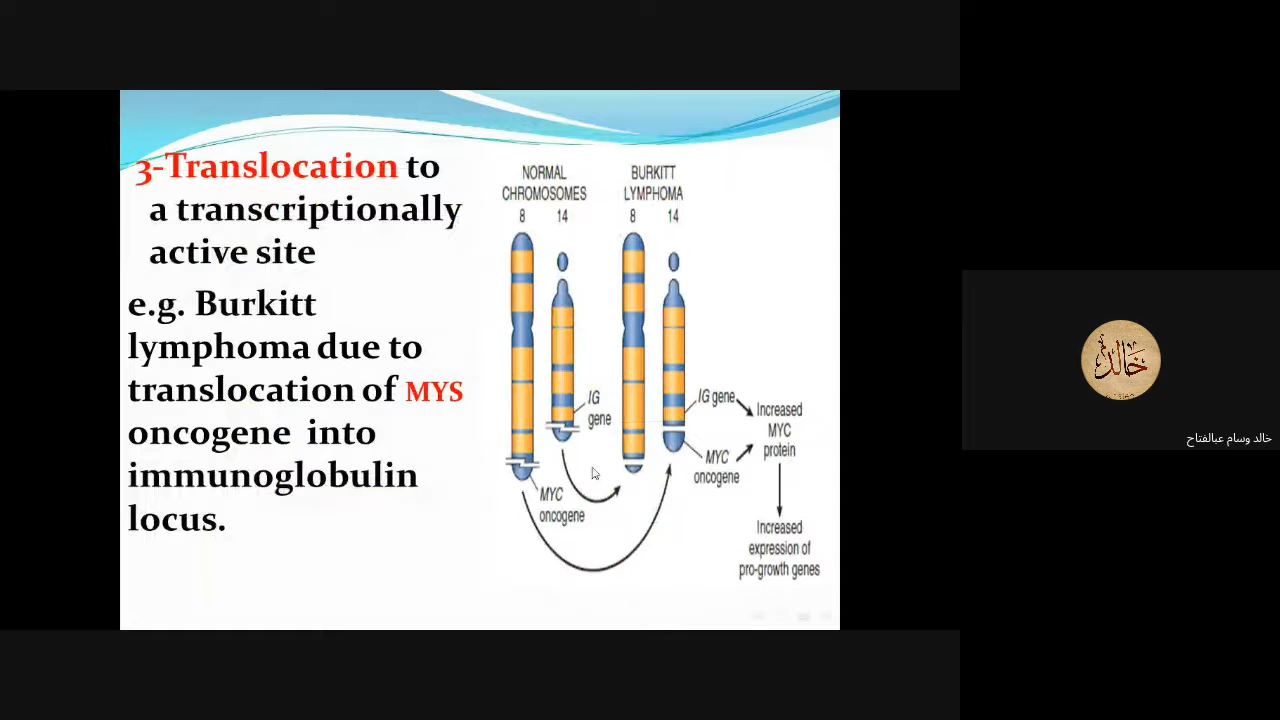 3-Translocation to
a transcriptionally
active site
e.g. Burkitt
lymphoma due to
translocation of MYS
oncogene into
immunoglobulin
locus.
NORMAL
CHROMOSOMES
8 14
BURKITT
LYMPHOMA
8 14
IG
gene
MYC
oncogene
IG gene
MYC
oncogene
Increased
MYC
protein
Increased
expression of
pro-growth genes
خالد
خالد وسام عبالفتاح